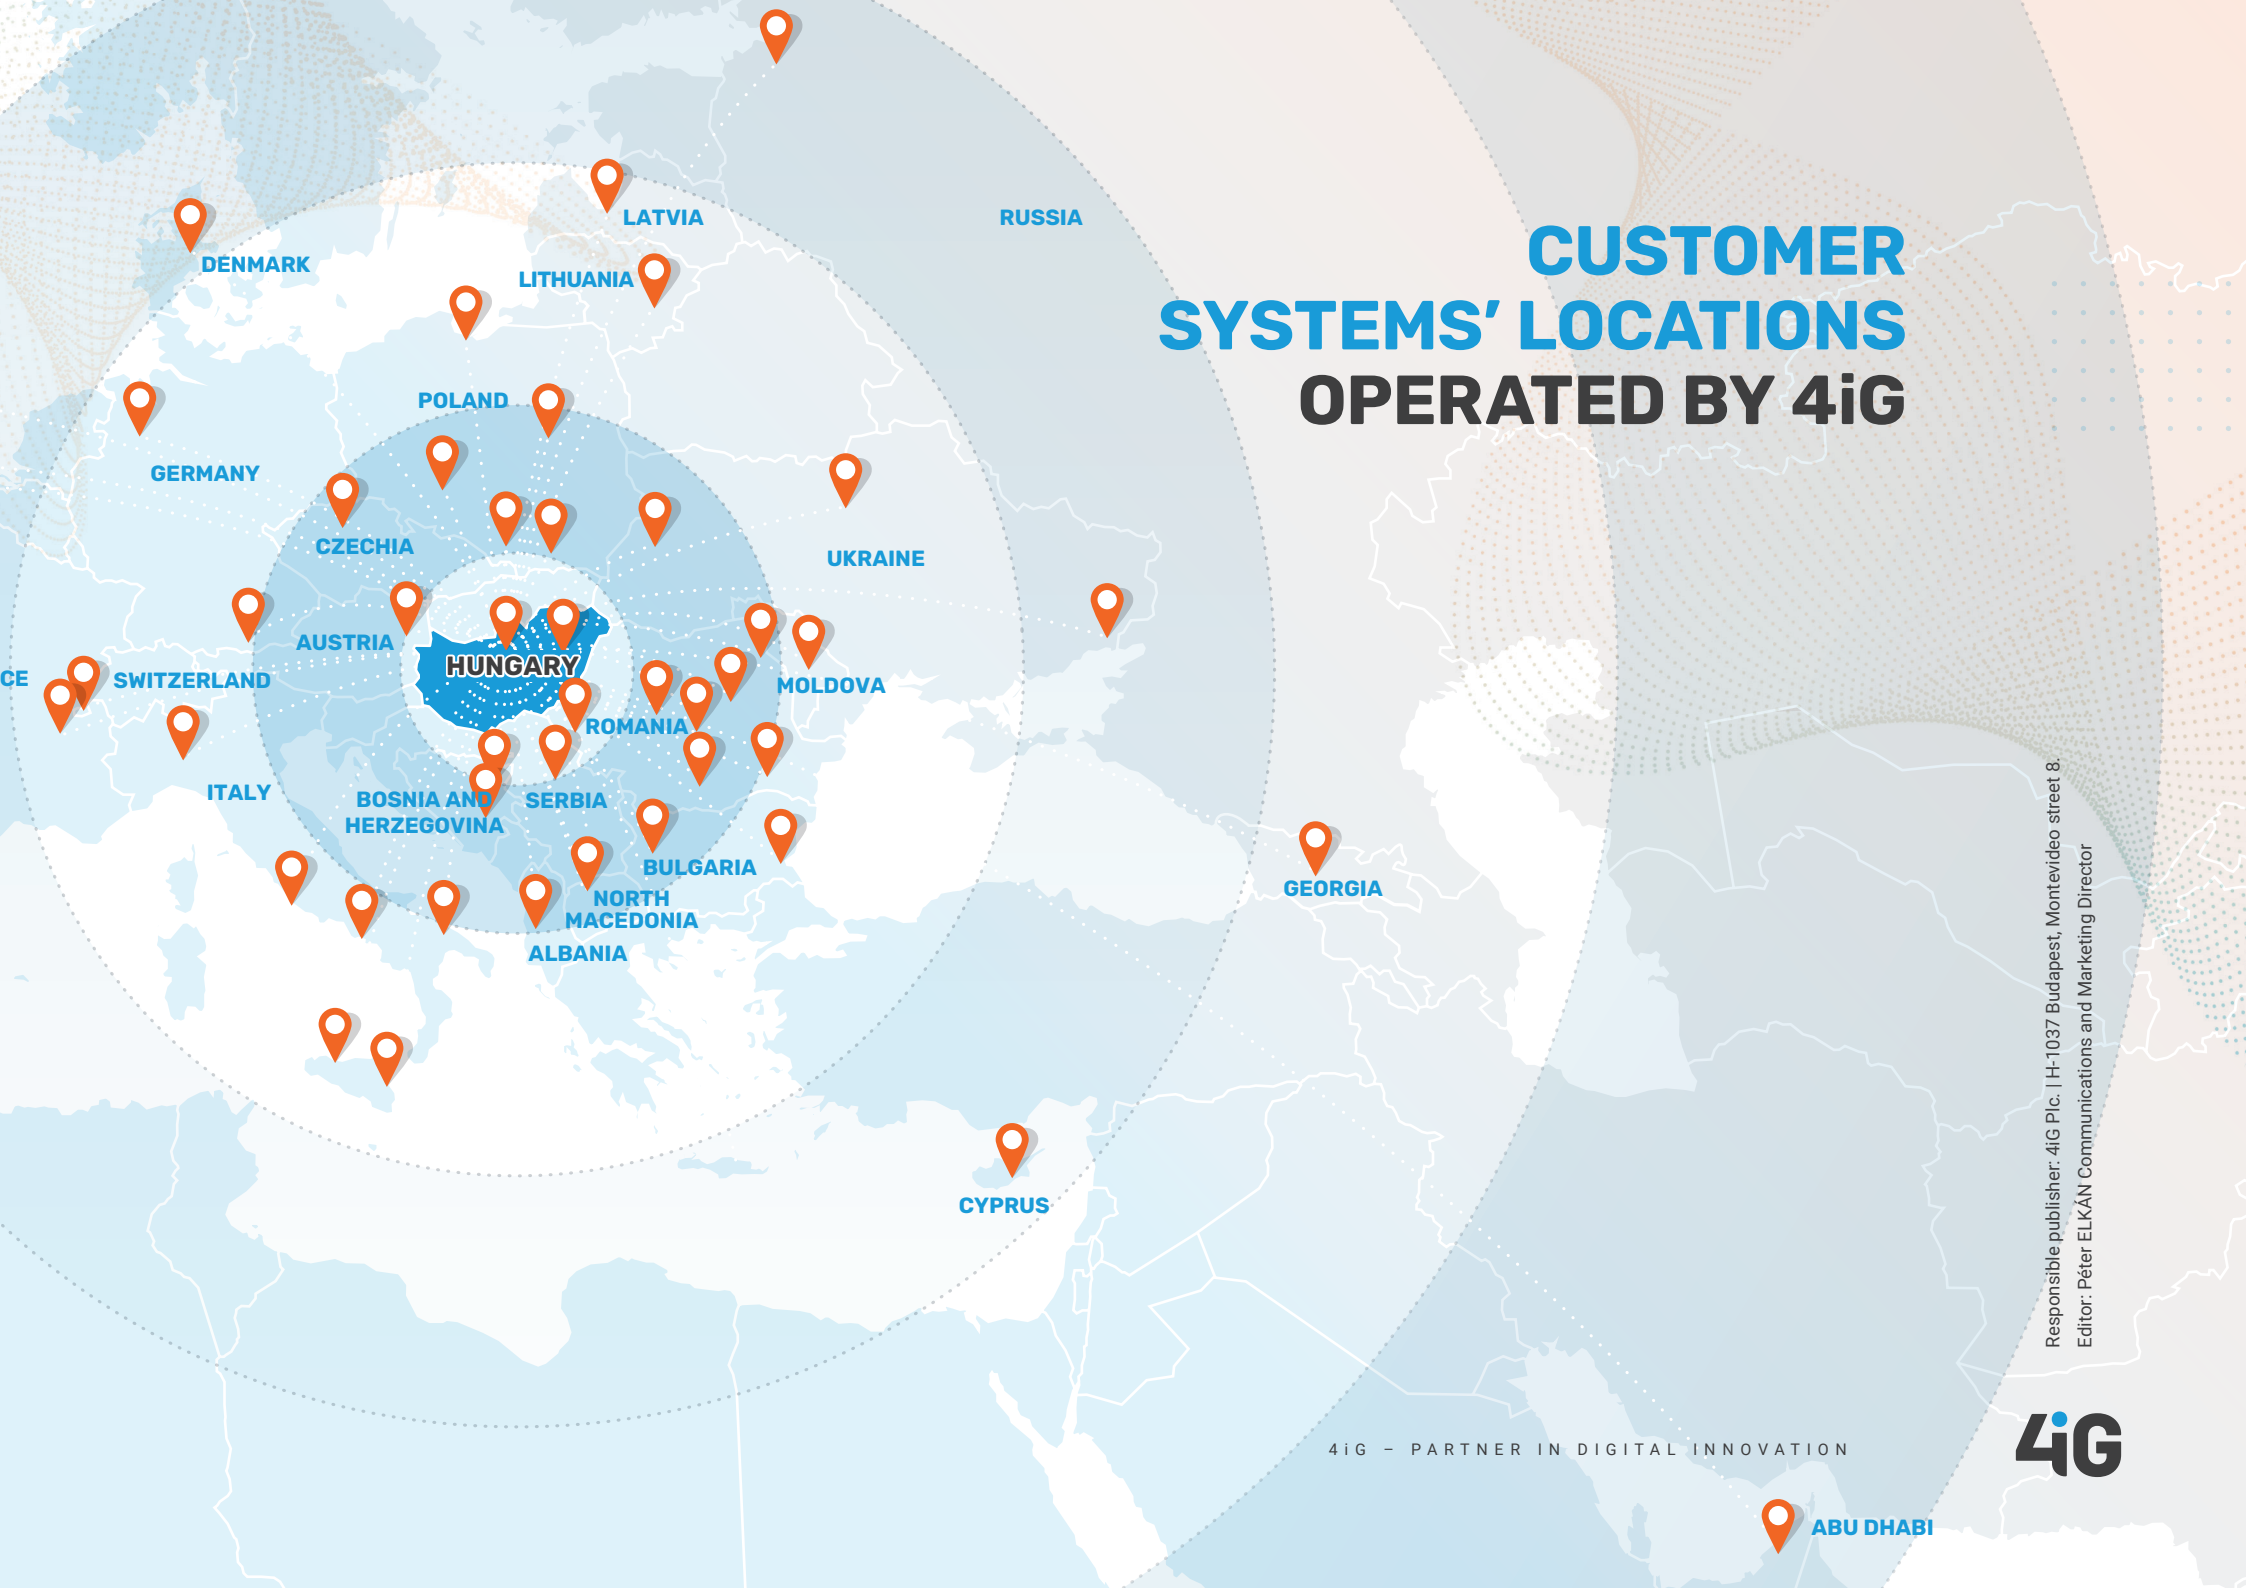 CUSTOMER
SYSTEMS’ LOCATIONS
OPERATED BY 4iG
LATVIA
RUSSIA
DENMARK
LITHUANIA
POLAND
GERMANY
CZECHIA
UKRAINE
AUSTRIA
HUNGARY
CE
SWITZERLAND
MOLDOVA
ROMANIA
ITALY
BOSNIA AND
HERZEGOVINA
SERBIA
BULGARIA
NORTH
MACEDONIA
ALBANIA
GEORGIA
CYPRUS
ABU DHABI
Responsible publisher: 4iG Plc. | H-1037 Budapest, Montevideo street 8.
Editor: Péter ELKÁN Communications and Marketing Director
4iG – PARTNER IN DIGITAL INNOVATION
4iG